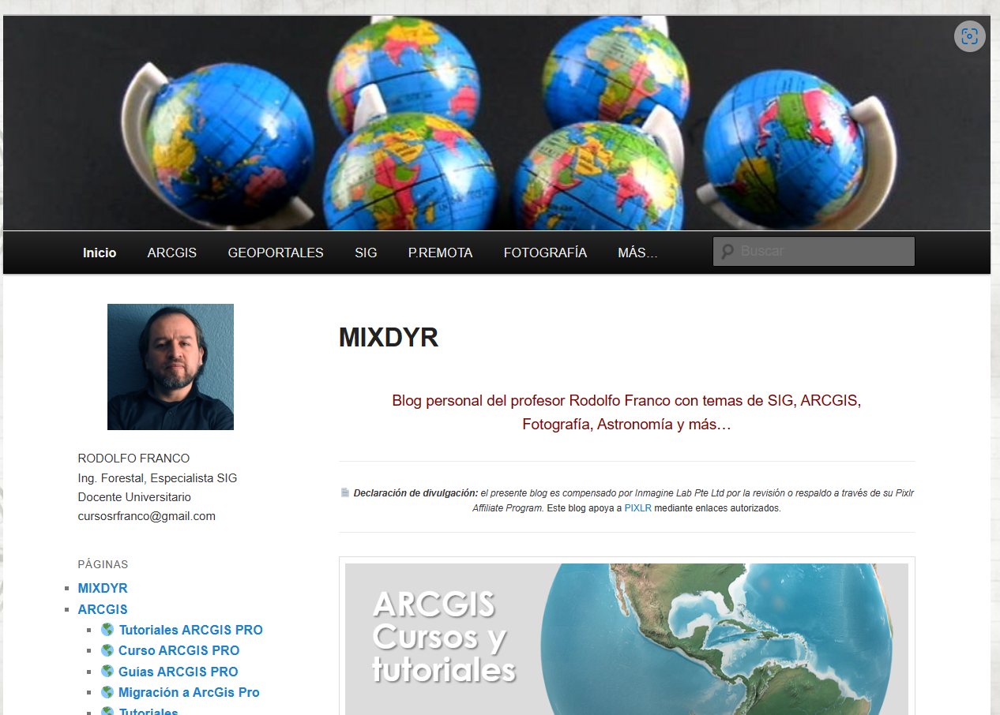 Inicio ARCGIS GEOPORTALES SIG P.REMOTA FOTOGRAFÍA MÁS... Buscar
RODOLFO FRANCO
Ing. Forestal, Especialista SIG
Docente Universitario
cursosrfranco@gmail.com
PÁGINAS
MIXDYR
ARCGIS
Tutoriales ARCGIS PRO
Curso ARCGIS PRO
Guías ARCGIS PRO
Migración a ArcGis Pro
Tutoriales
MIXDYR
Blog personal del profesor Rodolfo Franco con temas de SIG, ARCGIS,
Fotografía, Astronomía y más…
Declaración de divulgación: el presente blog es compensado por Inmagine Lab Pte Ltd por la revisión o respaldo a través de su Pixlr
Affiliate Program. Este blog apoya a PIXLR mediante enlaces autorizados.
ARCGIS
Cursos y
tutoriales